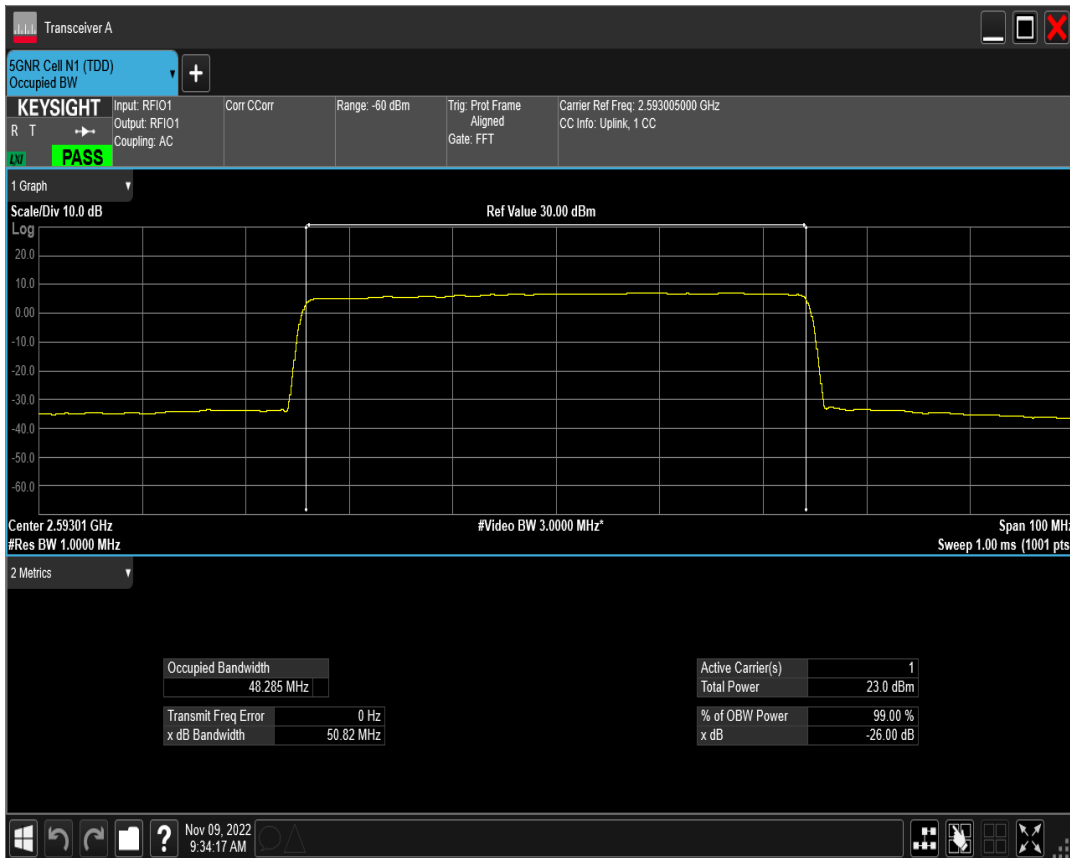 Transceiver A
5GNR Cell N1 (TDD)
Occupied BW
+
KEYSIGHT
R T
LXI
PASS
Input: RFIO1
Output: RFIO1
Coupling: AC
Corr CCorr
Range: -60 dBm
Trig: Prot Frame
Aligned
Gate: FFT
Carrier Ref Freq: 2.593005000 GHz
CC Info: Uplink, 1 CC
1 Graph
Scale/Div 10.0 dB
Ref Value 30.00 dBm
Log
20.0
10.0
0.00
-10.0
-20.0
-30.0
-40.0
-50.0
-60.0
Center 2.59301 GHz
#Video BW 3.0000 MHz*
Span 100 MHz
#Res BW 1.0000 MHz
Sweep 1.00 ms (1001 pts
2 Metrics
Occupied Bandwidth
48.285 MHz
Transmit Freq Error 0 Hz
x dB Bandwidth 50.82 MHz
Active Carrier(s) 1
Total Power 23.0 dBm
% of OBW Power 99.00 %
x dB -26.00 dB
?
Nov 09, 2022
9:34:17 AM